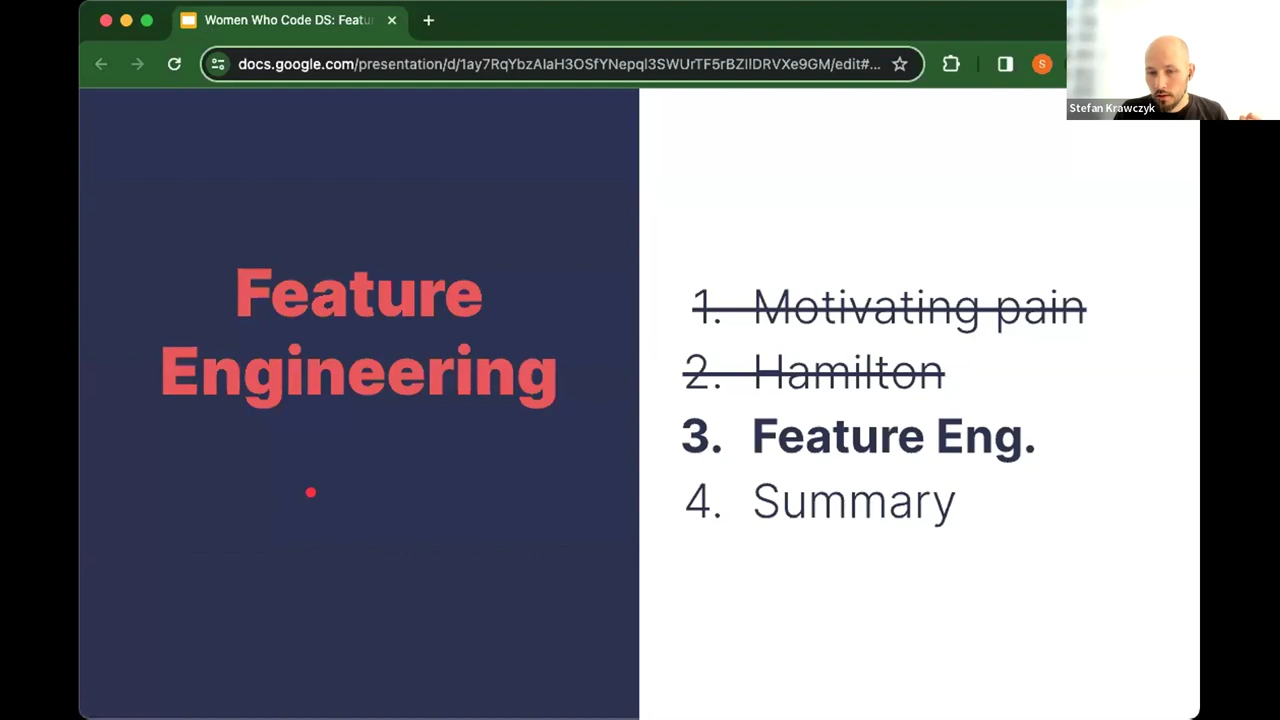 Women Who Code DS: Featu
docs.google.com/presentation/d/1ay7RqYbzAIaH3OSfYNepql3SWUrTF5rBZIIDRVXe9GM/edit#...
S
Stefan Krawczyk
Feature
Engineering
1. Motivating pain
2. Hamilton
3. Feature Eng.
4. Summary